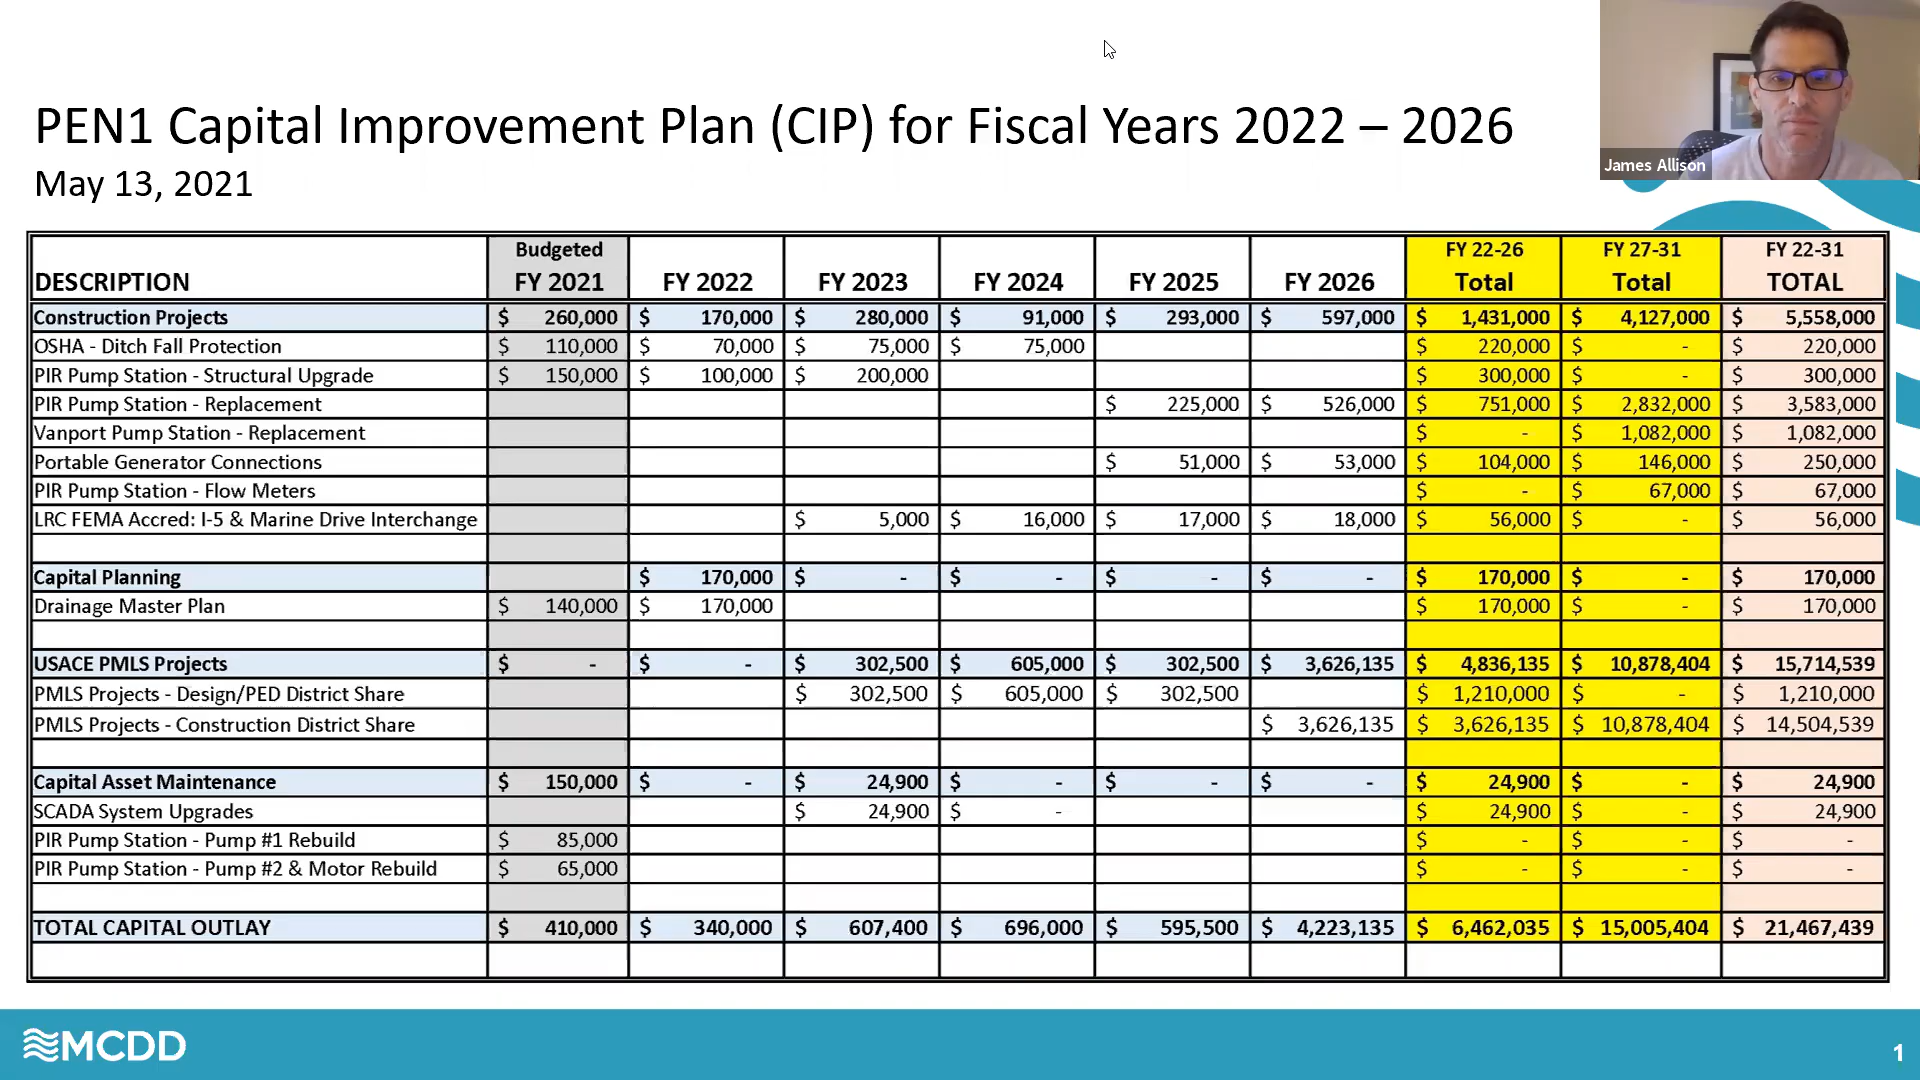 PEN1 Capital Improvement Plan (CIP) for Fiscal Years 2022 – 2026
May 13, 2021
James Allison
DESCRIPTION Budgeted FY 2021 FY 2022 FY 2023 FY 2024 FY 2025 FY 2026 FY 22-26 Total FY 27-31 Total FY 22-31 TOTAL
Construction Projects $ 260,000 $ 170,000 $ 280,000 $ 91,000 $ 293,000 $ 597,000 $ 1,431,000 $ 4,127,000 $ 5,558,000
OSHA - Ditch Fall Protection $ 110,000 $ 70,000 $ 75,000 $ 75,000 $ 220,000 $ - $ 220,000
PIR Pump Station - Structural Upgrade $ 150,000 $ 100,000 $ 200,000 $ 300,000 $ - $ 300,000
PIR Pump Station - Replacement $ 225,000 $ 526,000 $ 751,000 $ 2,832,000 $ 3,583,000
Vanport Pump Station - Replacement $ - $ 1,082,000 $ 1,082,000
Portable Generator Connections $ 51,000 $ 53,000 $ 104,000 $ 146,000 $ 250,000
PIR Pump Station - Flow Meters $ - $ 67,000 $ 67,000
LRC FEMA Accred: I-5 & Marine Drive Interchange $ 5,000 $ 16,000 $ 17,000 $ 18,000 $ 56,000 $ - $ 56,000
Capital Planning $ 170,000 $ - $ - $ - $ - $ 170,000 $ - $ 170,000
Drainage Master Plan $ 140,000 $ 170,000 $ 170,000 $ - $ 170,000
USACE PMLS Projects $ - $ - $ 302,500 $ 605,000 $ 302,500 $ 3,626,135 $ 4,836,135 $ 10,878,404 $ 15,714,539
PMLS Projects - Design/PED District Share $ 302,500 $ 605,000 $ 302,500 $ 1,210,000 $ - $ 1,210,000
PMLS Projects - Construction District Share $ 3,626,135 $ 3,626,135 $ 10,878,404 $ 14,504,539
Capital Asset Maintenance $ 150,000 $ - $ 24,900 $ - $ - $ - $ 24,900 $ - $ 24,900
SCADA System Upgrades $ 24,900 $ - $ 24,900 $ - $ 24,900
PIR Pump Station - Pump #1 Rebuild $ 85,000 $ - $ - $ -
PIR Pump Station - Pump #2 & Motor Rebuild $ 65,000 $ - $ - $ -
TOTAL CAPITAL OUTLAY $ 410,000 $ 340,000 $ 607,400 $ 696,000 $ 595,500 $ 4,223,135 $ 6,462,035 $ 15,005,404 $ 21,467,439
MCDD
1